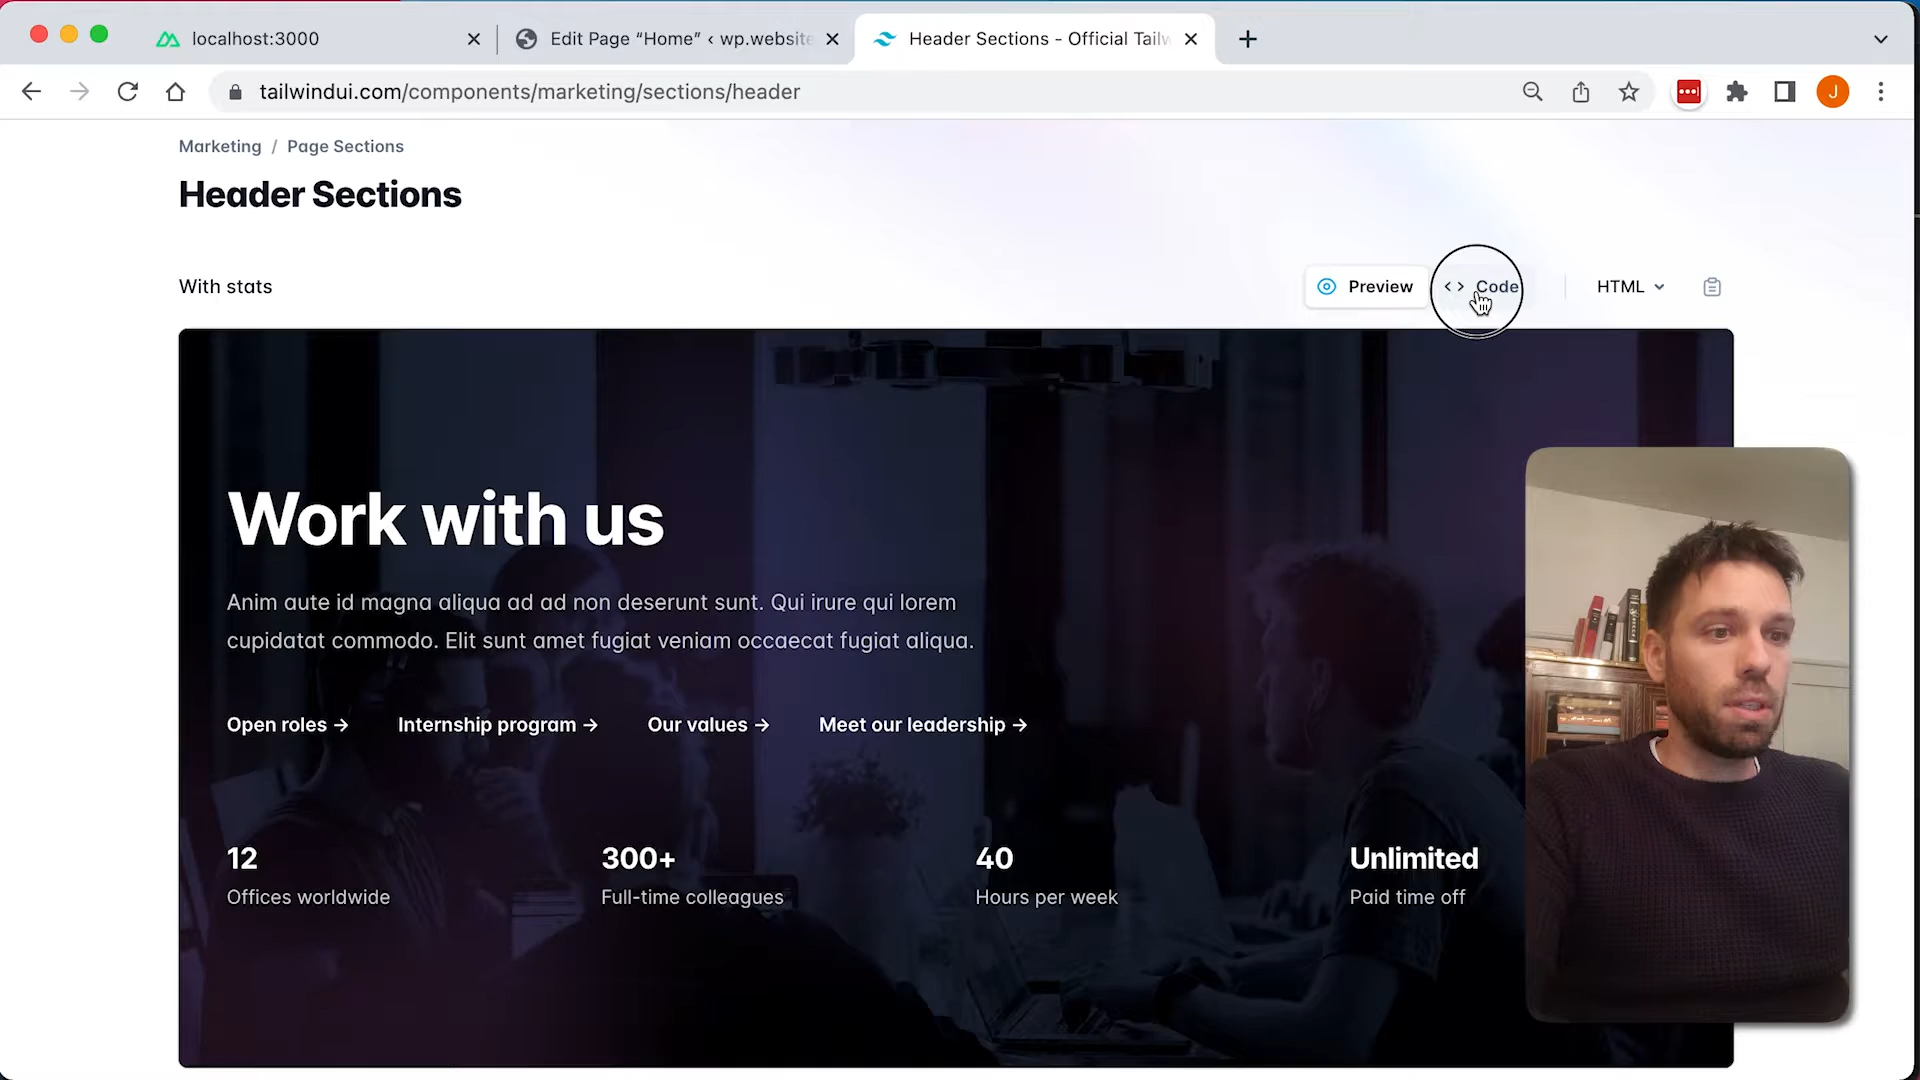 localhost:3000
Edit Page “Home” ‹ wp.website
Header Sections - Official Tailw
tailwindui.com/components/marketing/sections/header
J
Marketing / Page Sections
Header Sections
With stats
Preview
<> Code
HTML
Work with us
Anim aute id magna aliqua ad ad non deserunt sunt. Qui irure qui lorem
cupidatat commodo. Elit sunt amet fugiat veniam occaecat fugiat aliqua.
Open roles →
Internship program →
Our values →
Meet our leadership →
12
Offices worldwide
300+
Full-time colleagues
40
Hours per week
Unlimited
Paid time off